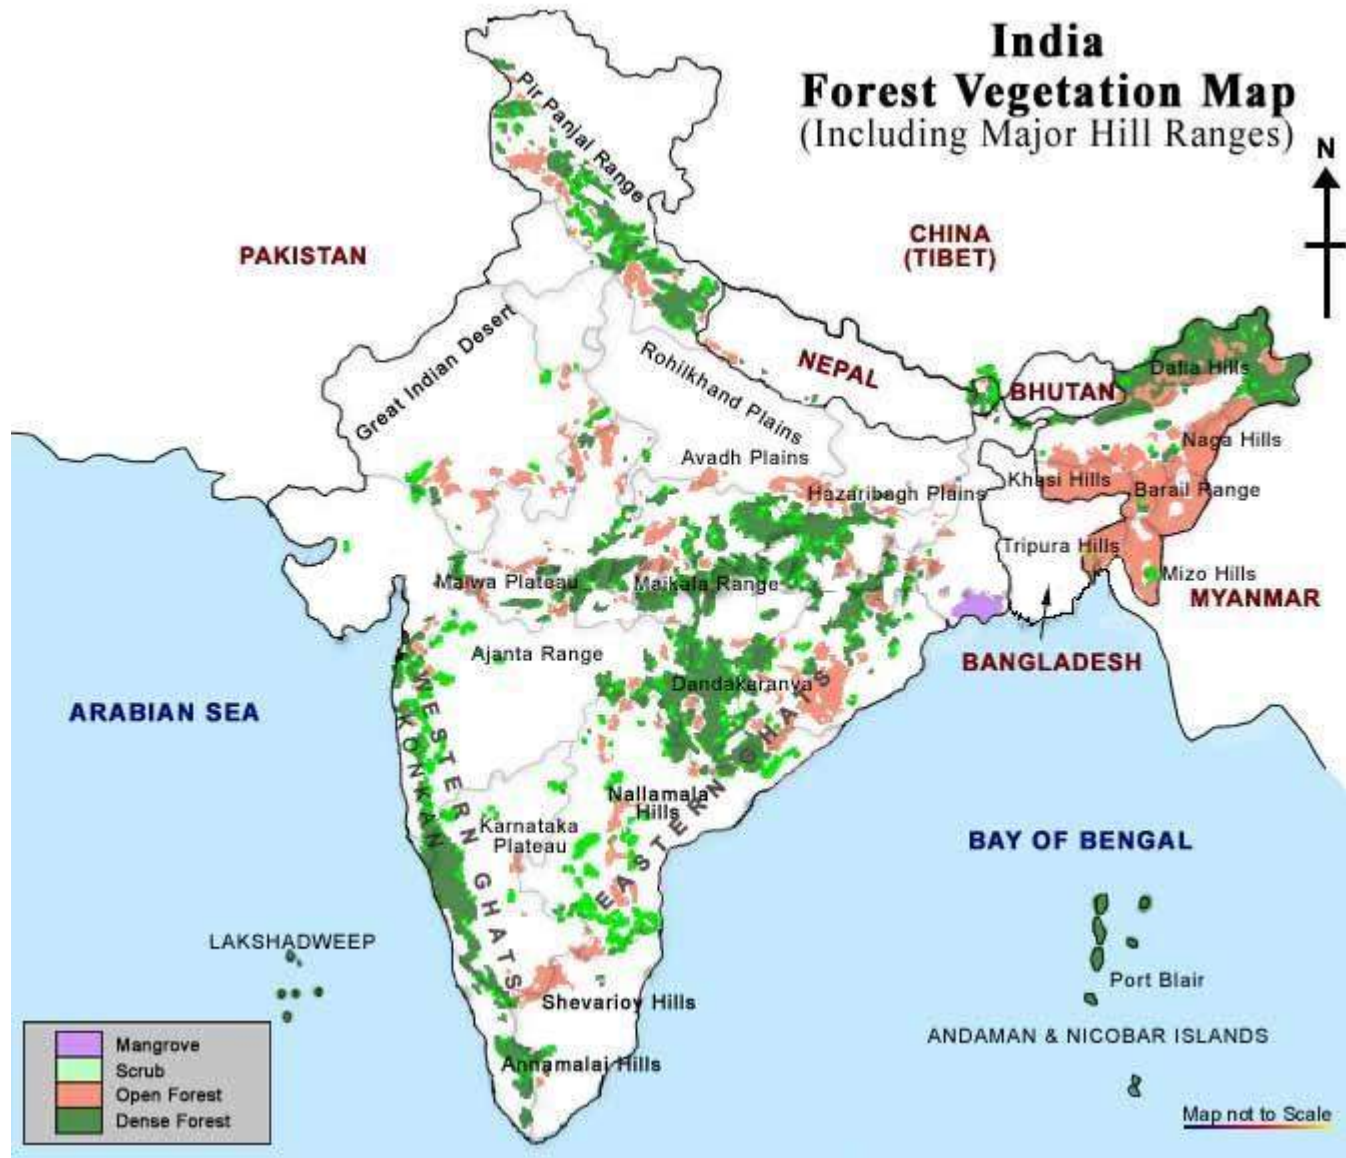 India
Forest Vegetation Map
(Including Major Hill Ranges)
N
Pir Panjal Range
PAKISTAN
CHINA
(TIBET)
Great Indian Desert
Rohilkhand Plains
NEPAL
BHUTAN
Dafla Hills
Naga Hills
Avadh Plains
Hazaribagh Plains
Khasi Hills
Barail Range
Tripura Hills
Mizo Hills
MYANMAR
Malwa Plateau
Maikala Range
BANGLADESH
Ajanta Range
Dandakaranya
ARABIAN SEA
WESTERN GHATS
KONKAN
EASTERN GHATS
Nallamala
Hills
Karnataka
Plateau
BAY OF BENGAL
LAKSHADWEEP
Port Blair
Shevarioy Hills
ANDAMAN & NICOBAR ISLANDS
Annamalai Hills
Mangrove
Scrub
Open Forest
Dense Forest
Map not to Scale